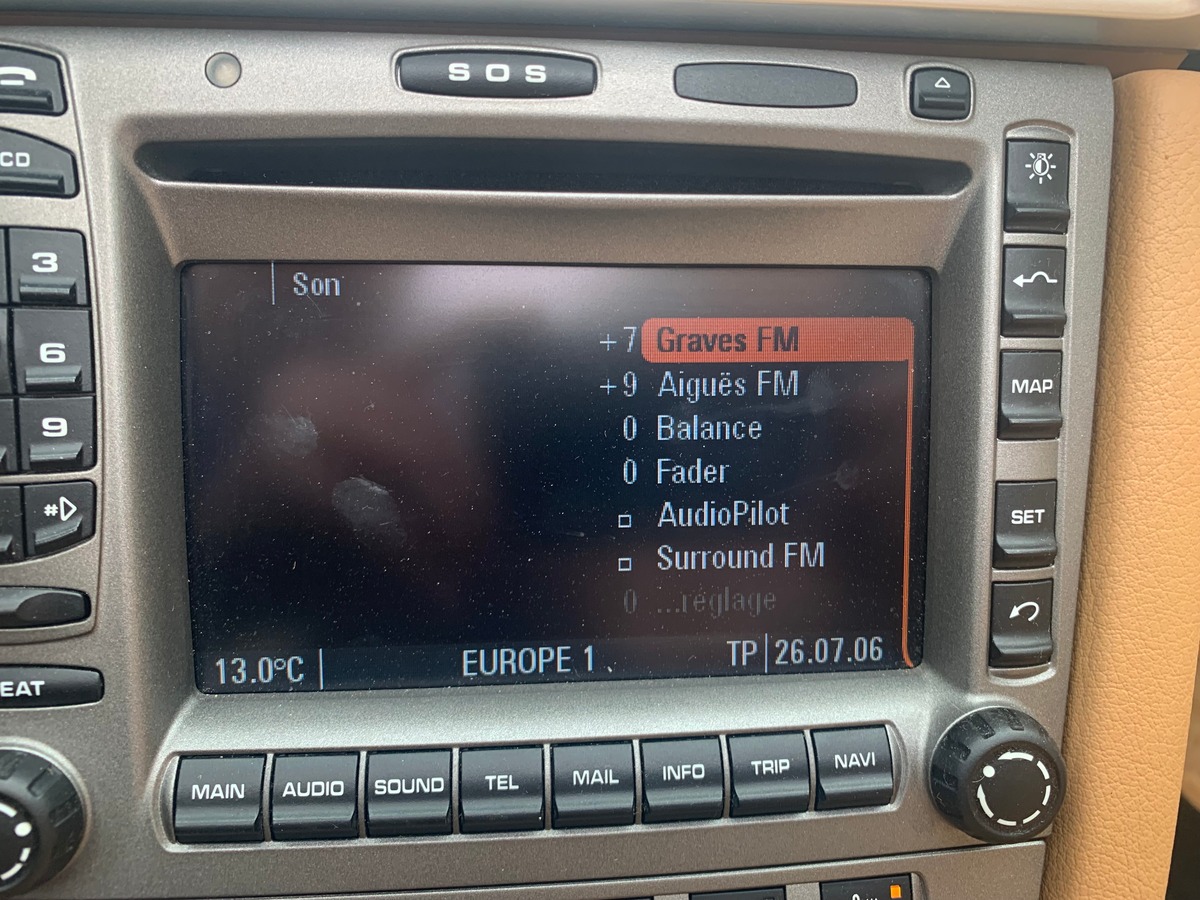 SOS
CD
3
6
9
#
EAT
Son
+7 Graves FM
+9 Aiguës FM
0 Balance
0 Fader
AudioPilot
Surround FM
0 ...réglage
13.0°C EUROPE 1 TP 26.07.06
MAP
SET
MAIN AUDIO SOUND TEL MAIL INFO TRIP NAVI